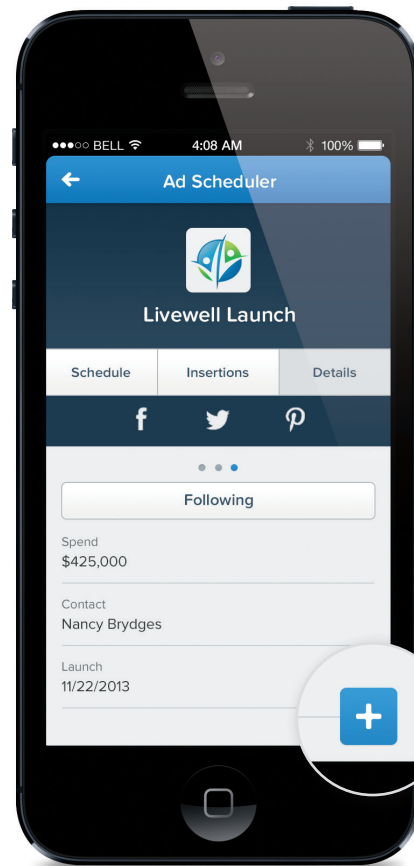 BELL 4:08 AM 100%
Ad Scheduler
Livewell Launch
Schedule Insertions Details
Following
Spend
$425,000
Contact
Nancy Brydges
Launch
11/22/2013